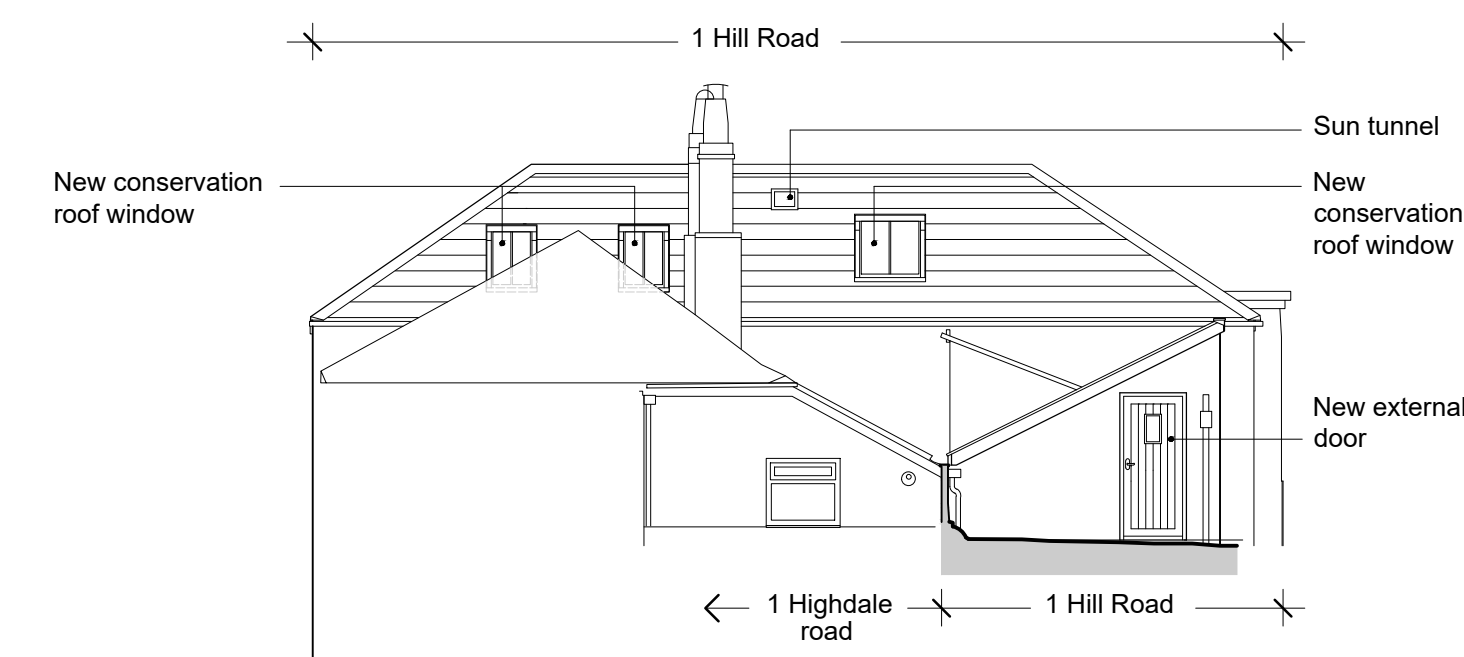 1 Hill Road
Sun tunnel
New conservation
roof window
New
conservation
roof window
New external
door
1 Highdale
road
1 Hill Road